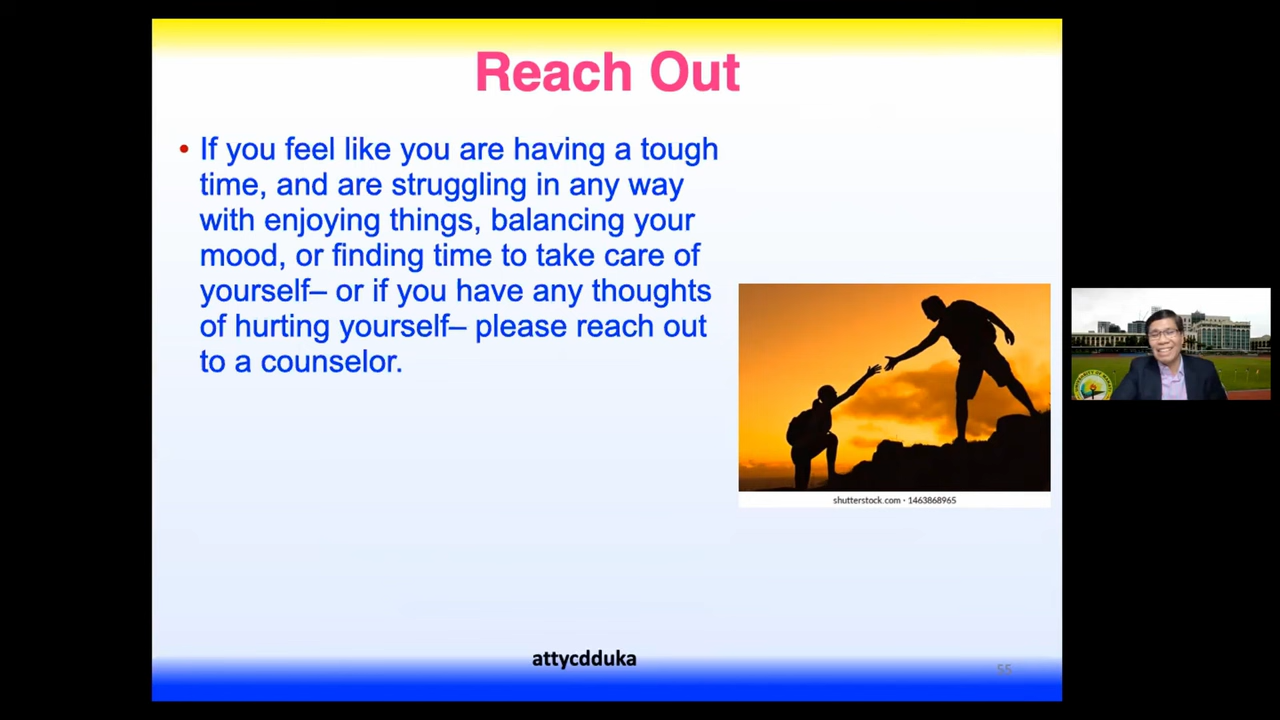 Reach Out
• If you feel like you are having a tough
time, and are struggling in any way
with enjoying things, balancing your
mood, or finding time to take care of
yourself– or if you have any thoughts
of hurting yourself– please reach out
to a counselor.
shutterstock.com · 1463868965
attycdduka
55